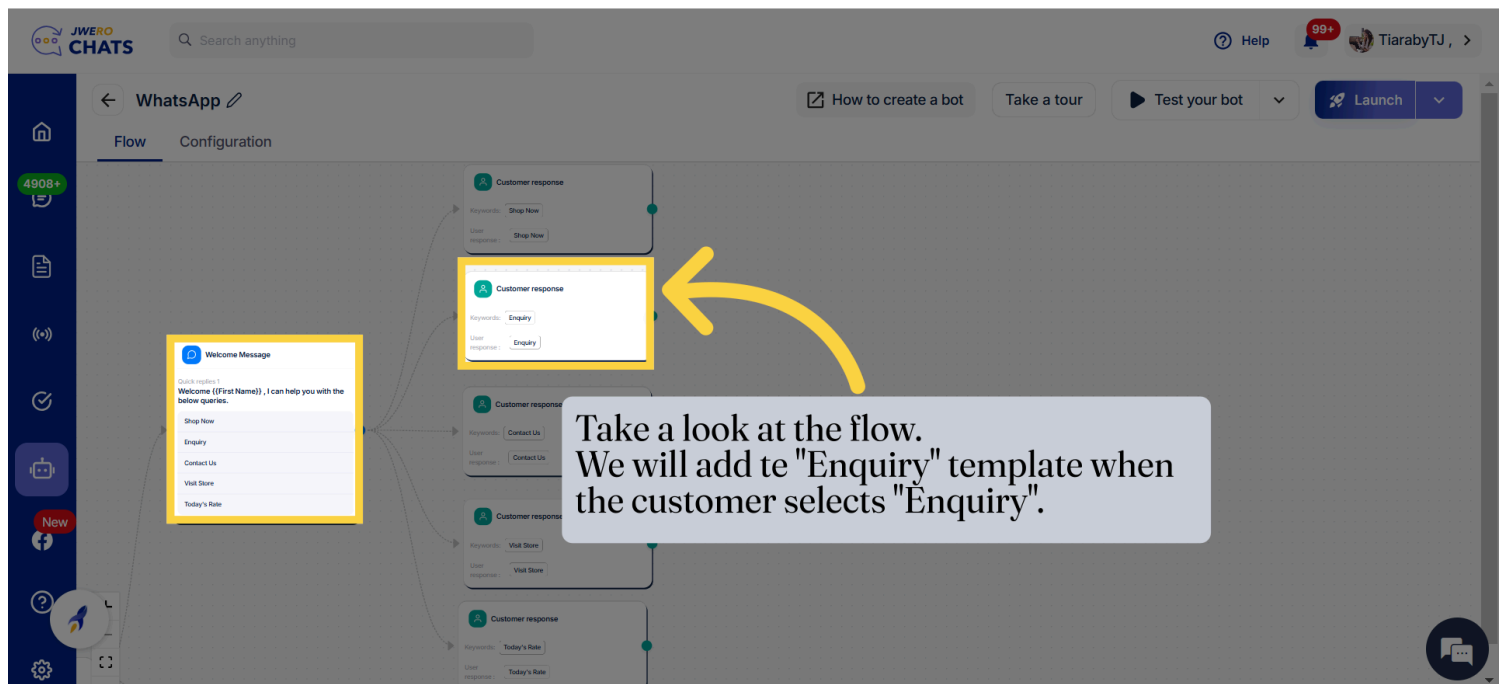 JWERO
CHATS
Search anything
Help
99+
TiarabyTJ ,
WhatsApp
How to create a bot
Take a tour
Test your bot
Launch
Flow
Configuration
4908+
New
Welcome Message
Quick replies 1
Welcome {{First Name}} , I can help you with the
below queries.
Shop Now
Enquiry
Contact Us
Visit Store
Today's Rate
Customer response
Keywords: Shop Now
User
response : Shop Now
Customer response
Keywords: Enquiry
User
response : Enquiry
Customer response
Keywords: Contact Us
User
response : Contact Us
Customer response
Keywords: Visit Store
User
response : Visit Store
Customer response
Keywords: Today's Rate
User
response : Today's Rate
Take a look at the flow.
We will add te "Enquiry" template when
the customer selects "Enquiry".